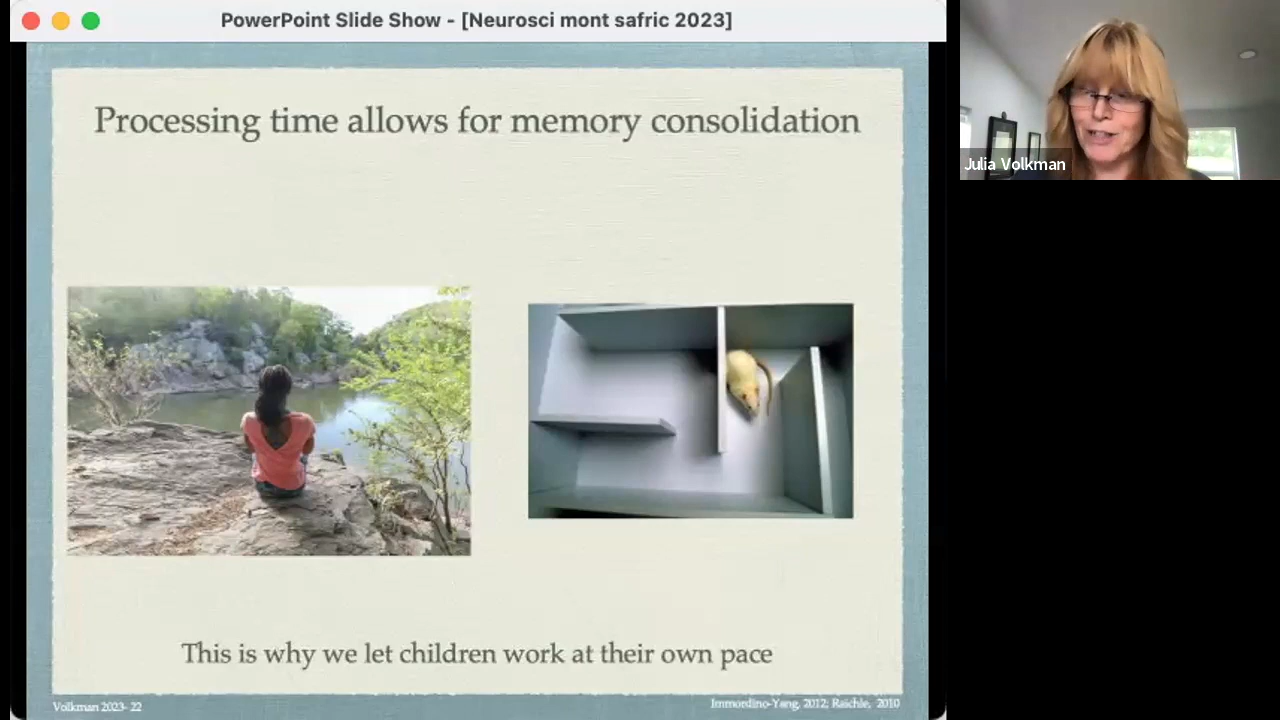 PowerPoint Slide Show - [Neurosci mont safric 2023]
Processing time allows for memory consolidation
Julia Volkman
This is why we let children work at their own pace
Volkman 2023- 22
Immordino-Yang, 2012; Raichle, 2010